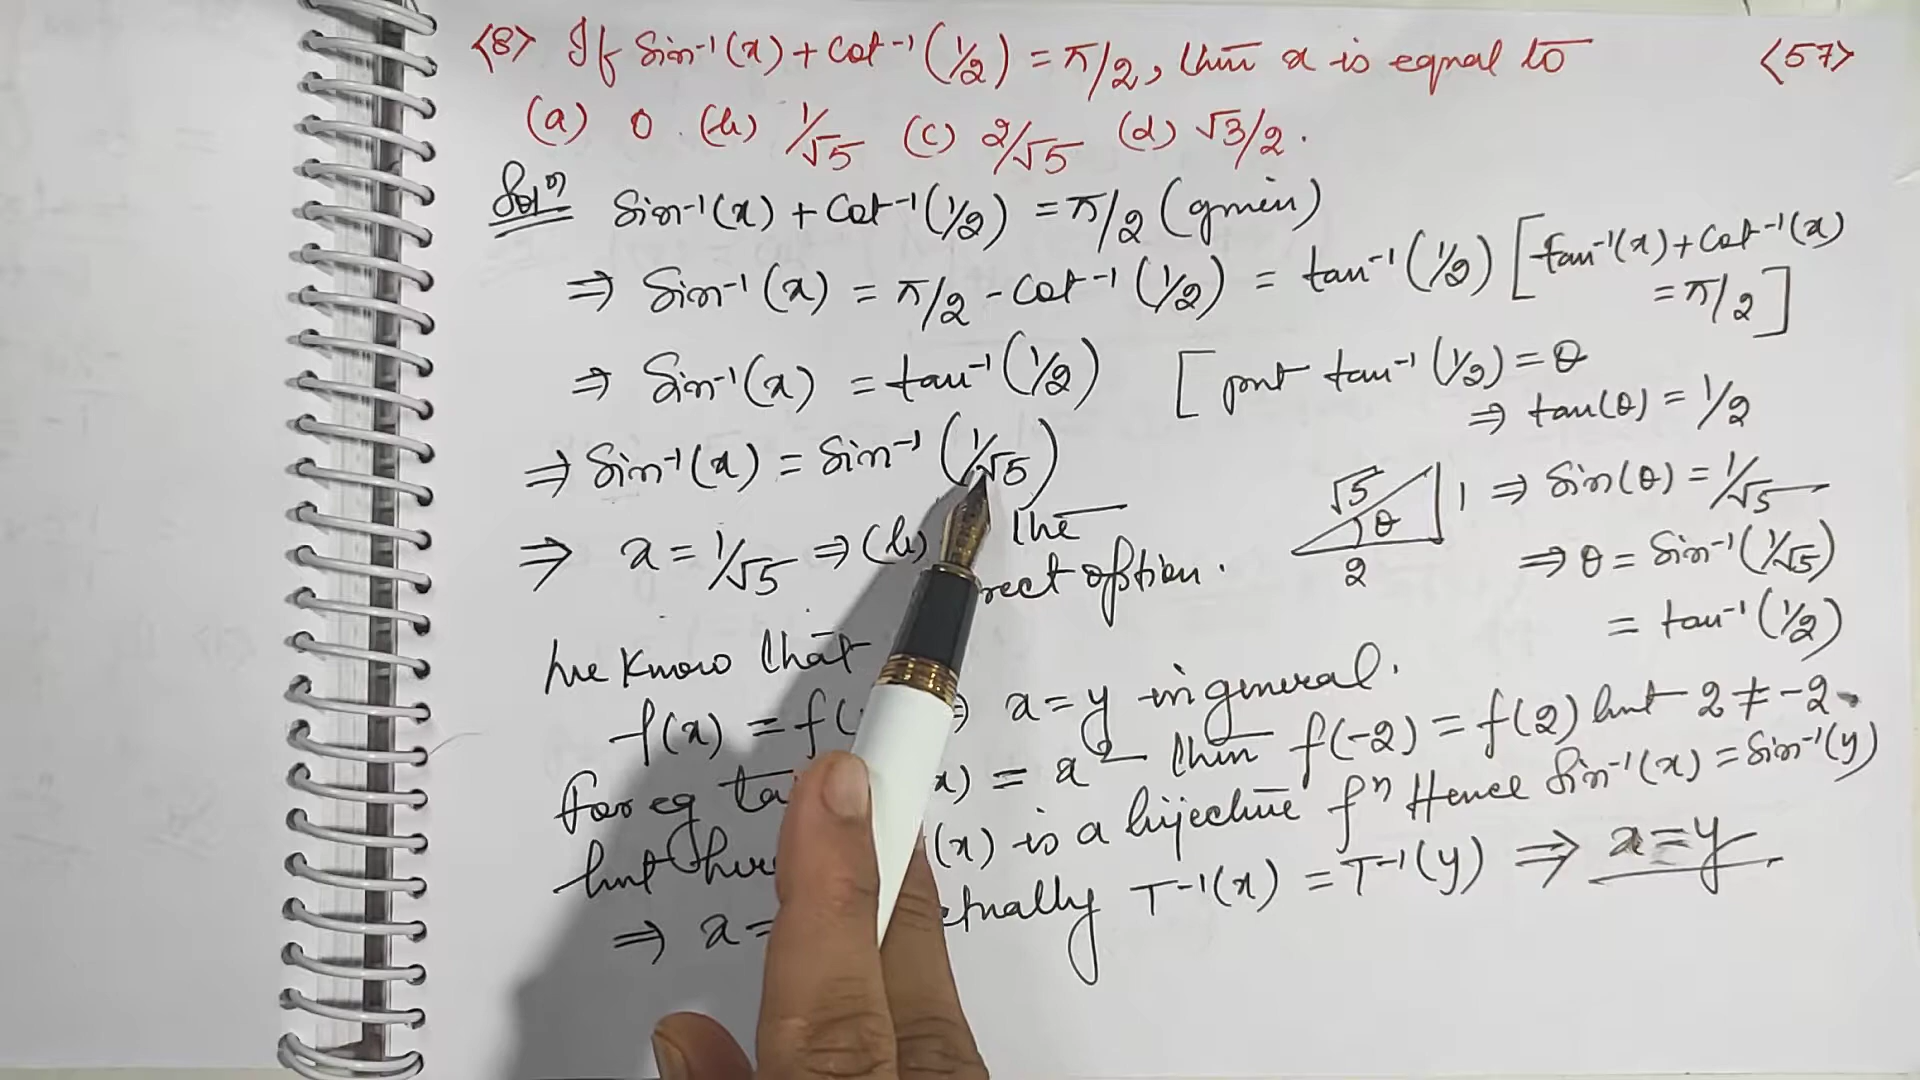 <8> If Sin⁻¹(x) + Cot⁻¹(1/2) = π/2, then x is equal to <57>
(a) 0 (b) 1/√5 (c) 2/√5 (d) √3/2.
Solⁿ Sin⁻¹(x) + Cot⁻¹(1/2) = π/2 (given)
⇒ Sin⁻¹(x) = π/2 - Cot⁻¹(1/2) = tan⁻¹(1/2) [tan⁻¹(x) + Cot⁻¹(x)
= π/2]
⇒ Sin⁻¹(x) = tan⁻¹(1/2) [put tan⁻¹(1/2) = θ
⇒ tan(θ) = 1/2
⇒ Sin⁻¹(x) = Sin⁻¹(1/√5)
√5 θ 1 2
⇒ Sin(θ) = 1/√5
⇒ x = 1/√5 ⇒ (b) the
rect option.
⇒ θ = Sin⁻¹(1/√5)
= tan⁻¹(1/2)
We Know that
f(x) = f( x = y in general.
For eg x) = x² then f(-2) = f(2) but 2 ≠ -2.
but (x) is a bijective fⁿ Hence Sin⁻¹(x) = Sin⁻¹(y)
⇒ x = T⁻¹(x) = T⁻¹(y) ⇒ x = y